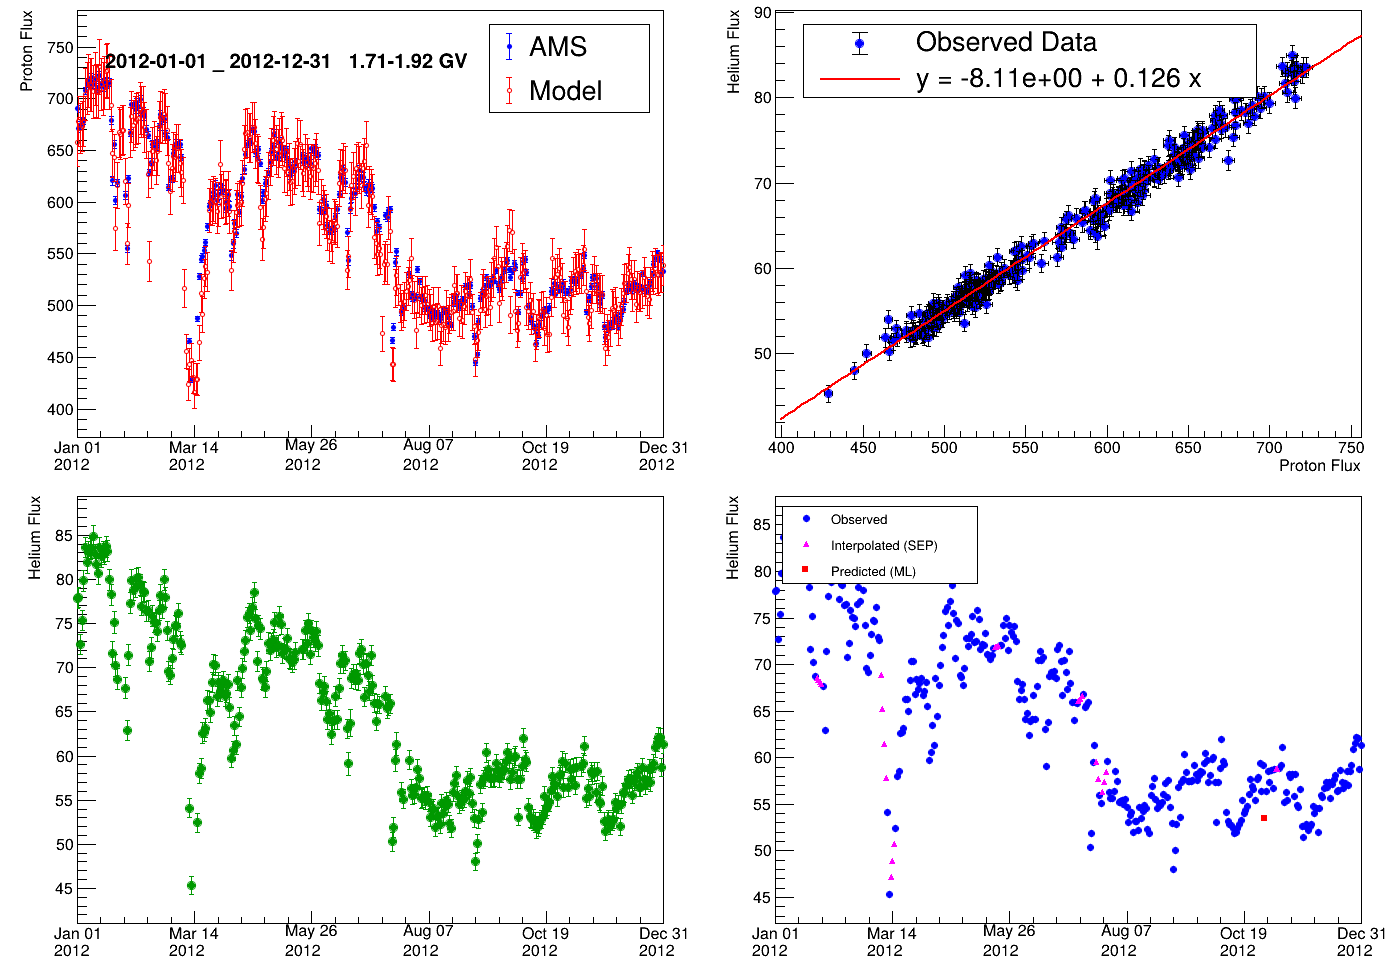 Proton Flux
750
700
650
600
550
500
450
400
2012-01-01 _ 2012-12-31 1.71-1.92 GV
AMS
Model
Jan 01 2012
Mar 14 2012
May 26 2012
Aug 07 2012
Oct 19 2012
Dec 31 2012
Helium Flux
90
80
70
60
50
Observed Data
y = -8.11e+00 + 0.126 x
400 450 500 550 600 650 700 750
Proton Flux
Helium Flux
85
80
75
70
65
60
55
50
45
Jan 01 2012
Mar 14 2012
May 26 2012
Aug 07 2012
Oct 19 2012
Dec 31 2012
Helium Flux
85
80
75
70
65
60
55
50
45
Observed
Interpolated (SEP)
Predicted (ML)
Jan 01 2012
Mar 14 2012
May 26 2012
Aug 07 2012
Oct 19 2012
Dec 31 2012